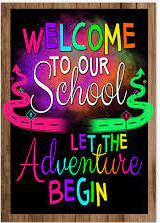 WELCOME
TO OUR
School
LET THE
Adventure
BEGIN